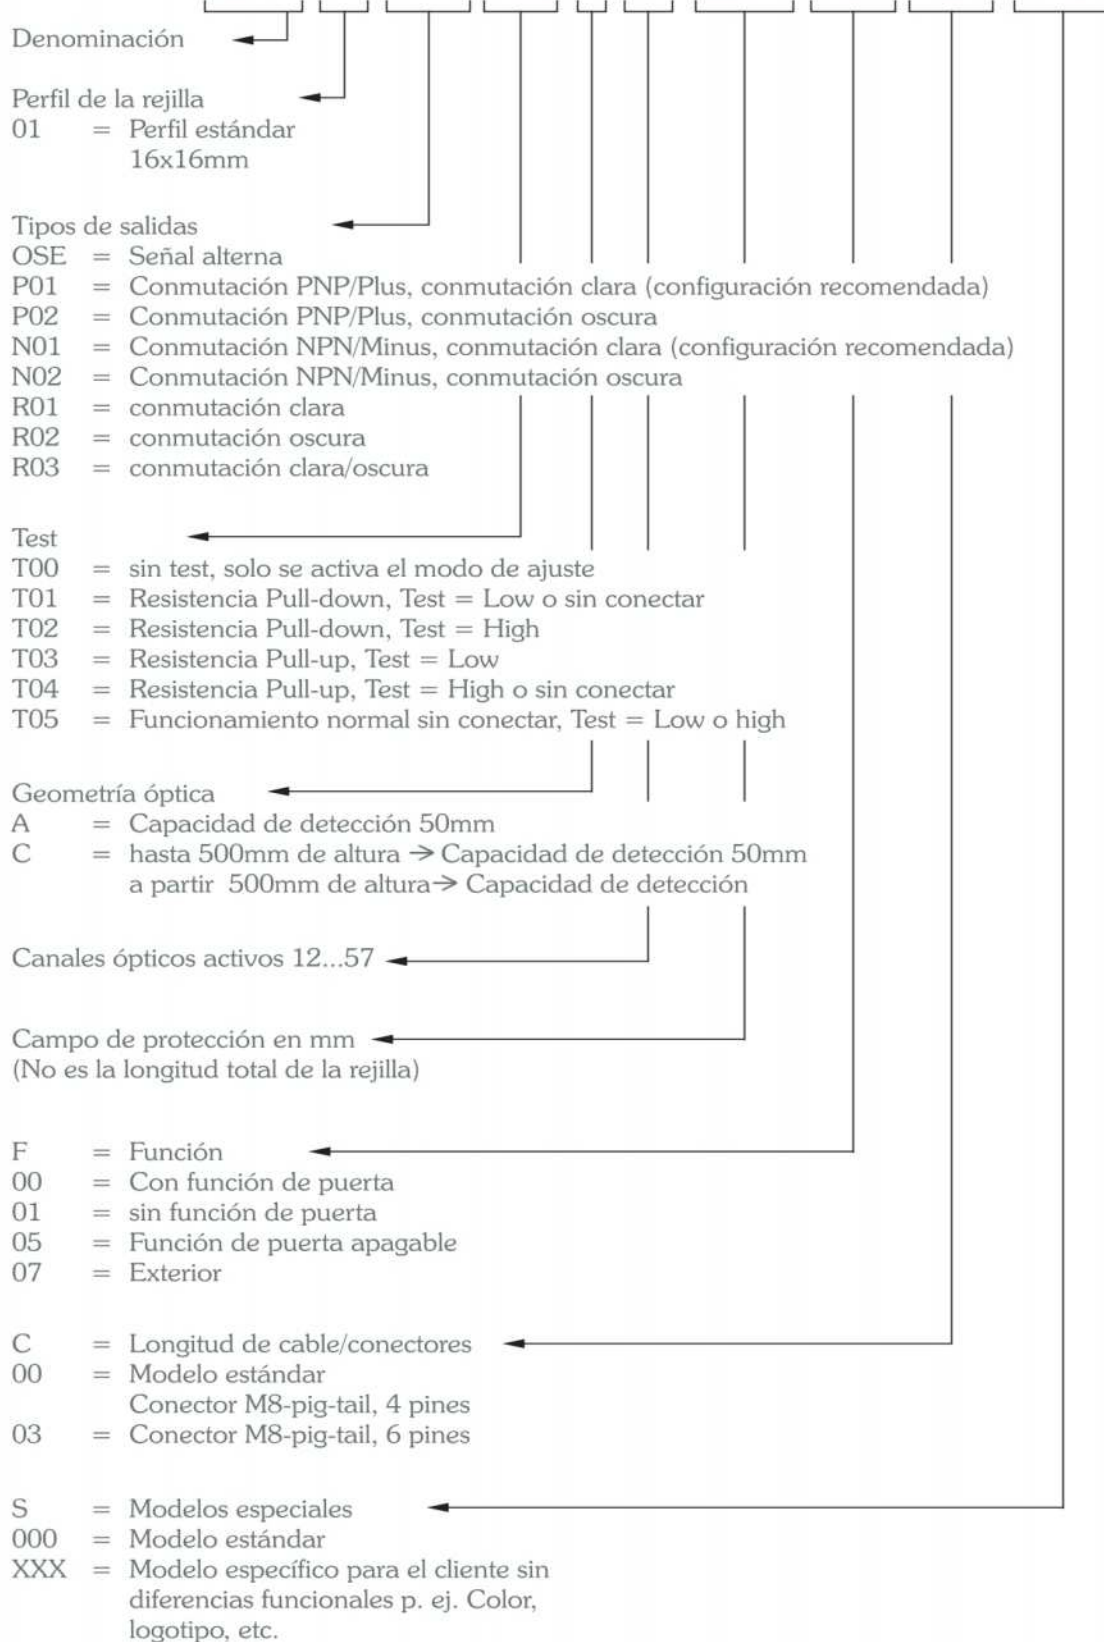 Denominación
Perfil de la rejilla
01 = Perfil estándar
16x16mm
Tipos de salidas
OSE = Señal alterna
P01 = Conmutación PNP/Plus, conmutación clara (configuración recomendada)
P02 = Conmutación PNP/Plus, conmutación oscura
N01 = Conmutación NPN/Minus, conmutación clara (configuración recomendada)
N02 = Conmutación NPN/Minus, conmutación oscura
R01 = conmutación clara
R02 = conmutación oscura
R03 = conmutación clara/oscura
Test
T00 = sin test, solo se activa el modo de ajuste
T01 = Resistencia Pull-down, Test = Low o sin conectar
T02 = Resistencia Pull-down, Test = High
T03 = Resistencia Pull-up, Test = Low
T04 = Resistencia Pull-up, Test = High o sin conectar
T05 = Funcionamiento normal sin conectar, Test = Low o high
Geometría óptica
A = Capacidad de detección 50mm
C = hasta 500mm de altura → Capacidad de detección 50mm
a partir 500mm de altura→ Capacidad de detección
Canales ópticos activos 12...57
Campo de protección en mm
(No es la longitud total de la rejilla)
F = Función
00 = Con función de puerta
01 = sin función de puerta
05 = Función de puerta apagable
07 = Exterior
C = Longitud de cable/conectores
00 = Modelo estándar
Conector M8-pig-tail, 4 pines
03 = Conector M8-pig-tail, 6 pines
S = Modelos especiales
000 = Modelo estándar
XXX = Modelo específico para el cliente sin
diferencias funcionales p. ej. Color,
logotipo, etc.